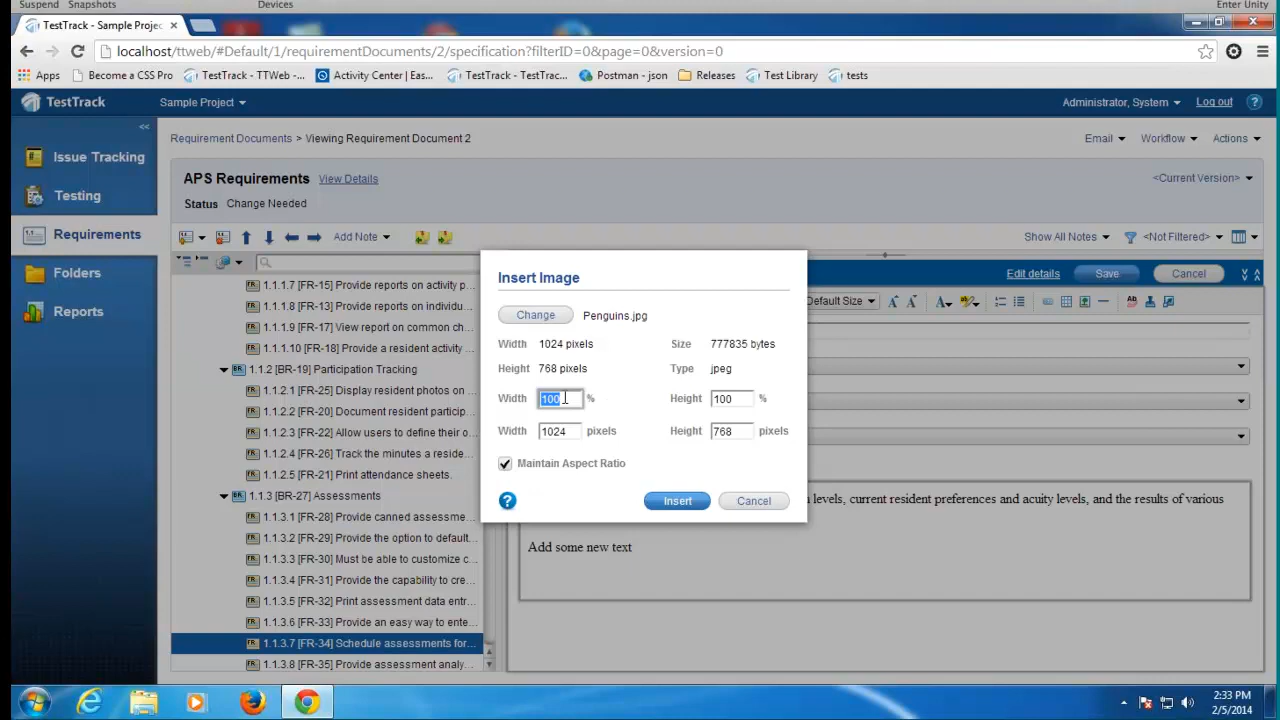 Suspend Snapshots Devices Enter Unity
TestTrack - Sample Projec
localhost/ttweb/#Default/1/requirementDocuments/2/specification?filterID=0&page=0&version=0
Apps Become a CSS Pro TestTrack - TTWeb -... Activity Center | Eas... TestTrack - TestTrac... Postman - json Releases Test Library tests
TestTrack Sample Project Administrator, System Log out ?
<<
Issue Tracking
Testing
Requirements
Folders
Reports
Requirement Documents > Viewing Requirement Document 2 Email Workflow Actions
APS Requirements View Details <Current Version>
Status Change Needed
Add Note Show All Notes <Not Filtered>
1.1.1.7 [FR-15] Provide reports on activity p...
1.1.1.8 [FR-13] Provide reports on individu...
1.1.1.9 [FR-17] View report on common ch...
1.1.1.10 [FR-18] Provide a resident activity ...
1.1.2 [BR-19] Participation Tracking
1.1.2.1 [FR-25] Display resident photos on ...
1.1.2.2 [FR-20] Document resident particip...
1.1.2.3 [FR-22] Allow users to define their o...
1.1.2.4 [FR-26] Track the minutes a reside...
1.1.2.5 [FR-21] Print attendance sheets.
1.1.3 [BR-27] Assessments
1.1.3.1 [FR-28] Provide canned assessme...
1.1.3.2 [FR-29] Provide the option to default...
1.1.3.3 [FR-30] Must be able to customize c...
1.1.3.4 [FR-31] Provide the capability to cre...
1.1.3.5 [FR-32] Print assessment data entr...
1.1.3.6 [FR-33] Provide an easy way to ente...
1.1.3.7 [FR-34] Schedule assessments for...
1.1.3.8 [FR-35] Provide assessment analy...
Edit details Save Cancel
Default Size
Insert Image
Change Penguins.jpg
Width 1024 pixels Size 777835 bytes
Height 768 pixels Type jpeg
Width 100 % Height 100 %
Width 1024 pixels Height 768 pixels
Maintain Aspect Ratio
? Insert Cancel
levels, current resident preferences and acuity levels, and the results of various
Add some new text
2:33 PM
2/5/2014